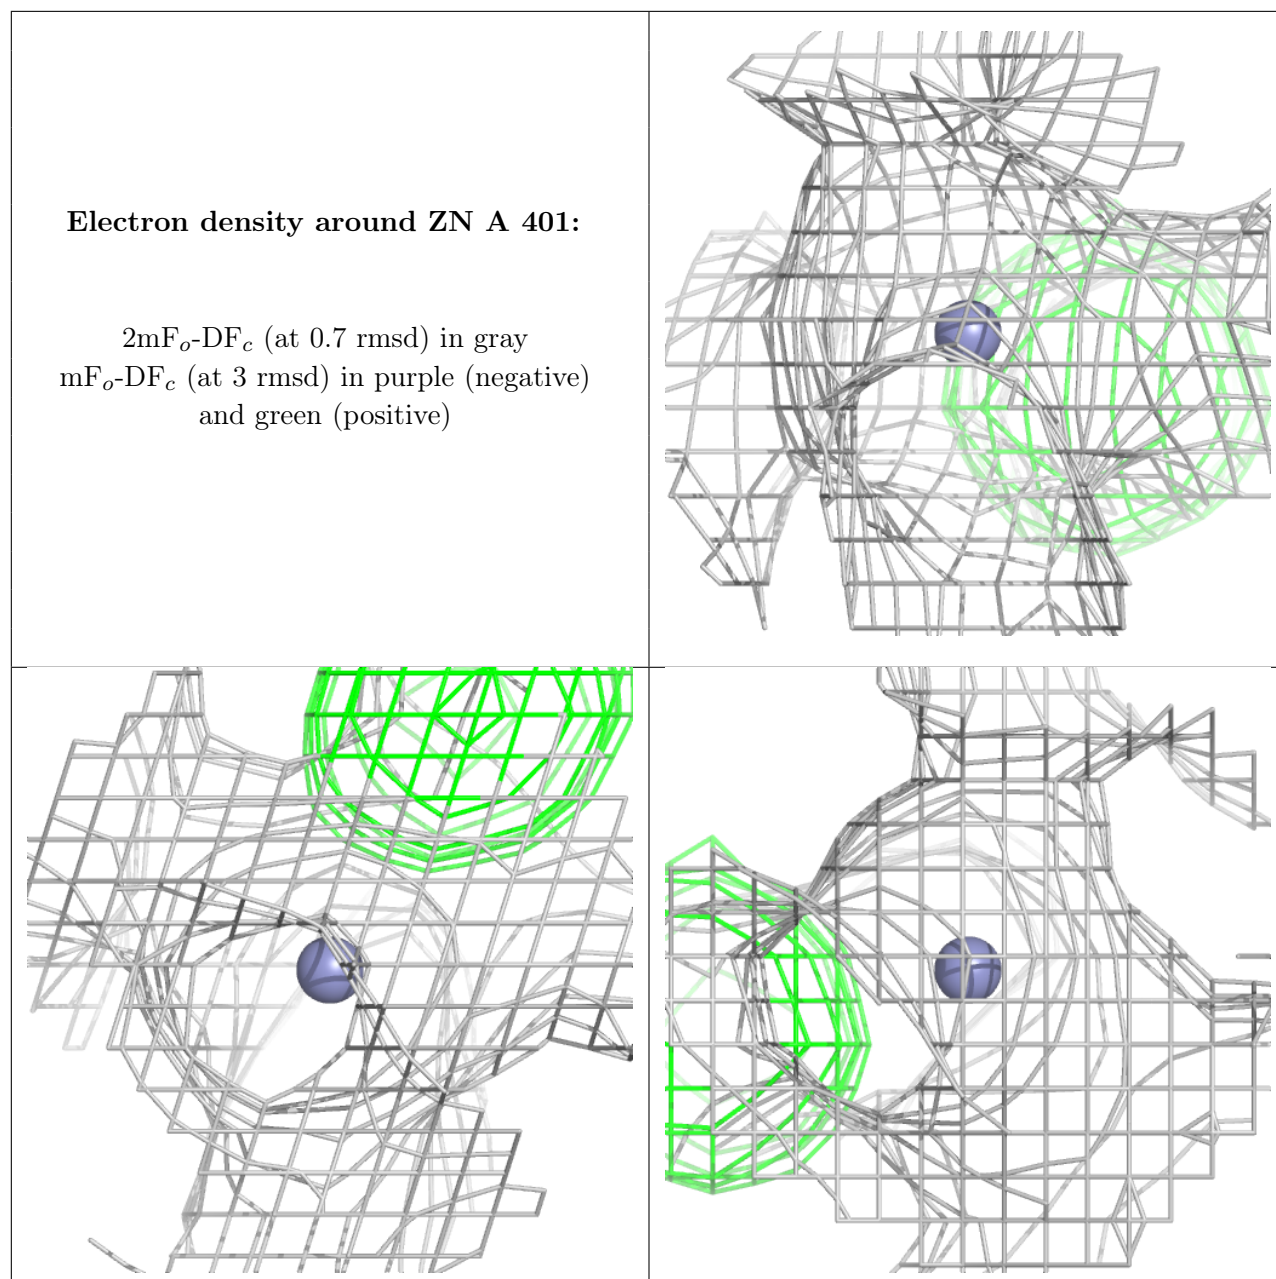 Electron density around ZN A 401:
2mFo-DFc (at 0.7 rmsd) in gray
mFo-DFc (at 3 rmsd) in purple (negative)
and green (positive)